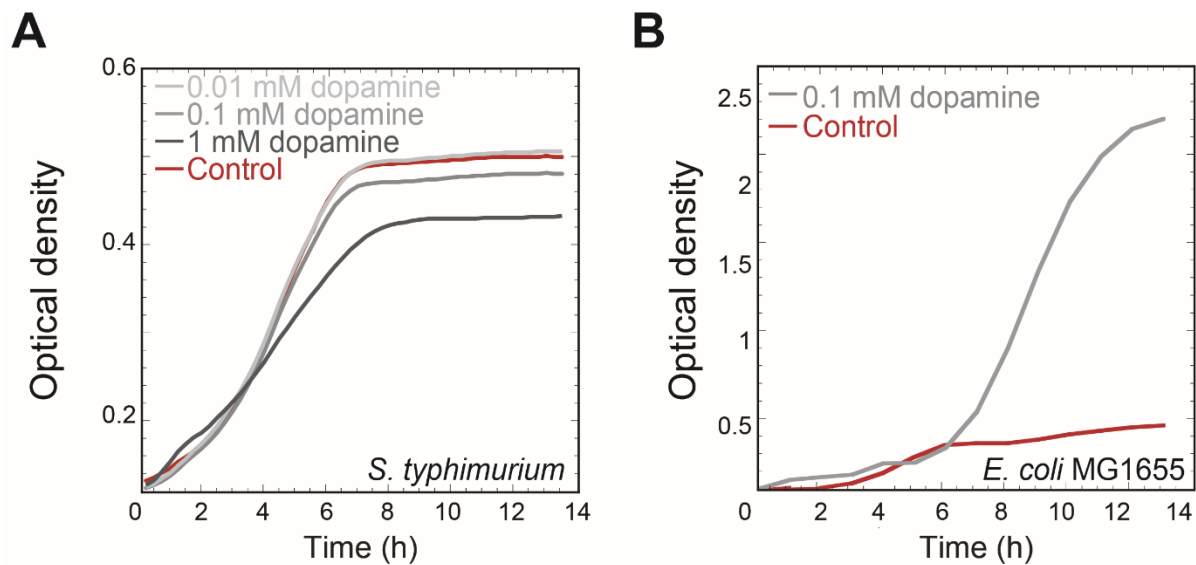 A
Optical density
0.6
0.4
0.2
0.01 mM dopamine
0.1 mM dopamine
1 mM dopamine
Control
S. typhimurium
0 2 4 6 8 10 12 14
Time (h)
B
Optical density
2.5
2
1.5
1
0.5
0
0.1 mM dopamine
Control
E. coli MG1655
0 2 4 6 8 10 12 14
Time (h)